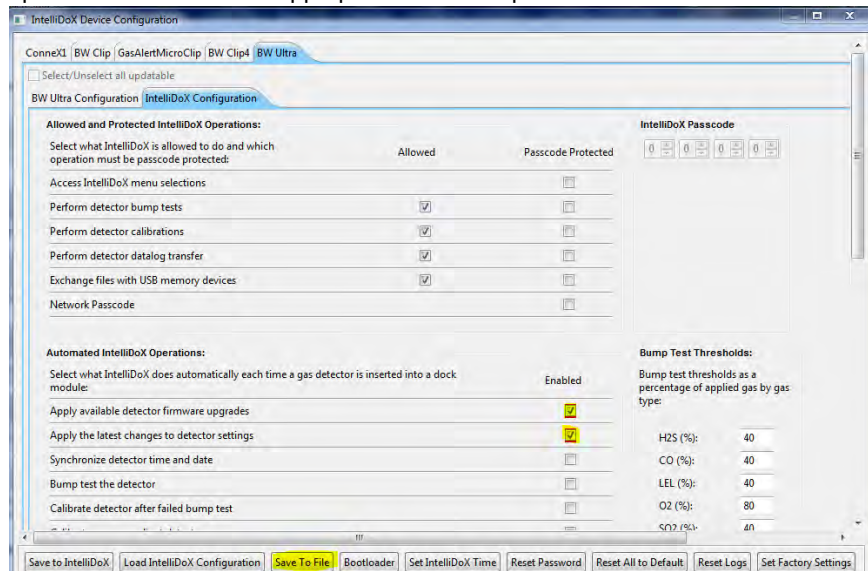 IntelliDoX Device Configuration
ConneX1 BW Clip GasAlertMicroClip BW Clip4 BW Ultra
Select/Unselect all updatable
BW Ultra Configuration IntelliDoX Configuration
Allowed and Protected IntelliDoX Operations:
IntelliDoX Passcode
Select what IntelliDoX is allowed to do and which
operation must be passcode protected:
Allowed
Passcode Protected
0 0 0 0
Access IntelliDoX menu selections
Perform detector bump tests
Perform detector calibrations
Perform detector datalog transfer
Exchange files with USB memory devices
Network Passcode
Automated IntelliDoX Operations:
Bump Test Thresholds:
Select what IntelliDoX does automatically each time a gas detector is inserted into a dock
module:
Enabled
Bump test thresholds as a
percentage of applied gas by gas
type:
Apply available detector firmware upgrades
Apply the latest changes to detector settings
H2S (%): 40
Synchronize detector time and date
CO (%): 40
Bump test the detector
LEL (%): 40
Calibrate detector after failed bump test
O2 (%): 80
SO2 (%): 40
Save to IntelliDoX Load IntelliDoX Configuration Save To File Bootloader Set IntelliDoX Time Reset Password Reset All to Default Reset Logs Set Factory Settings